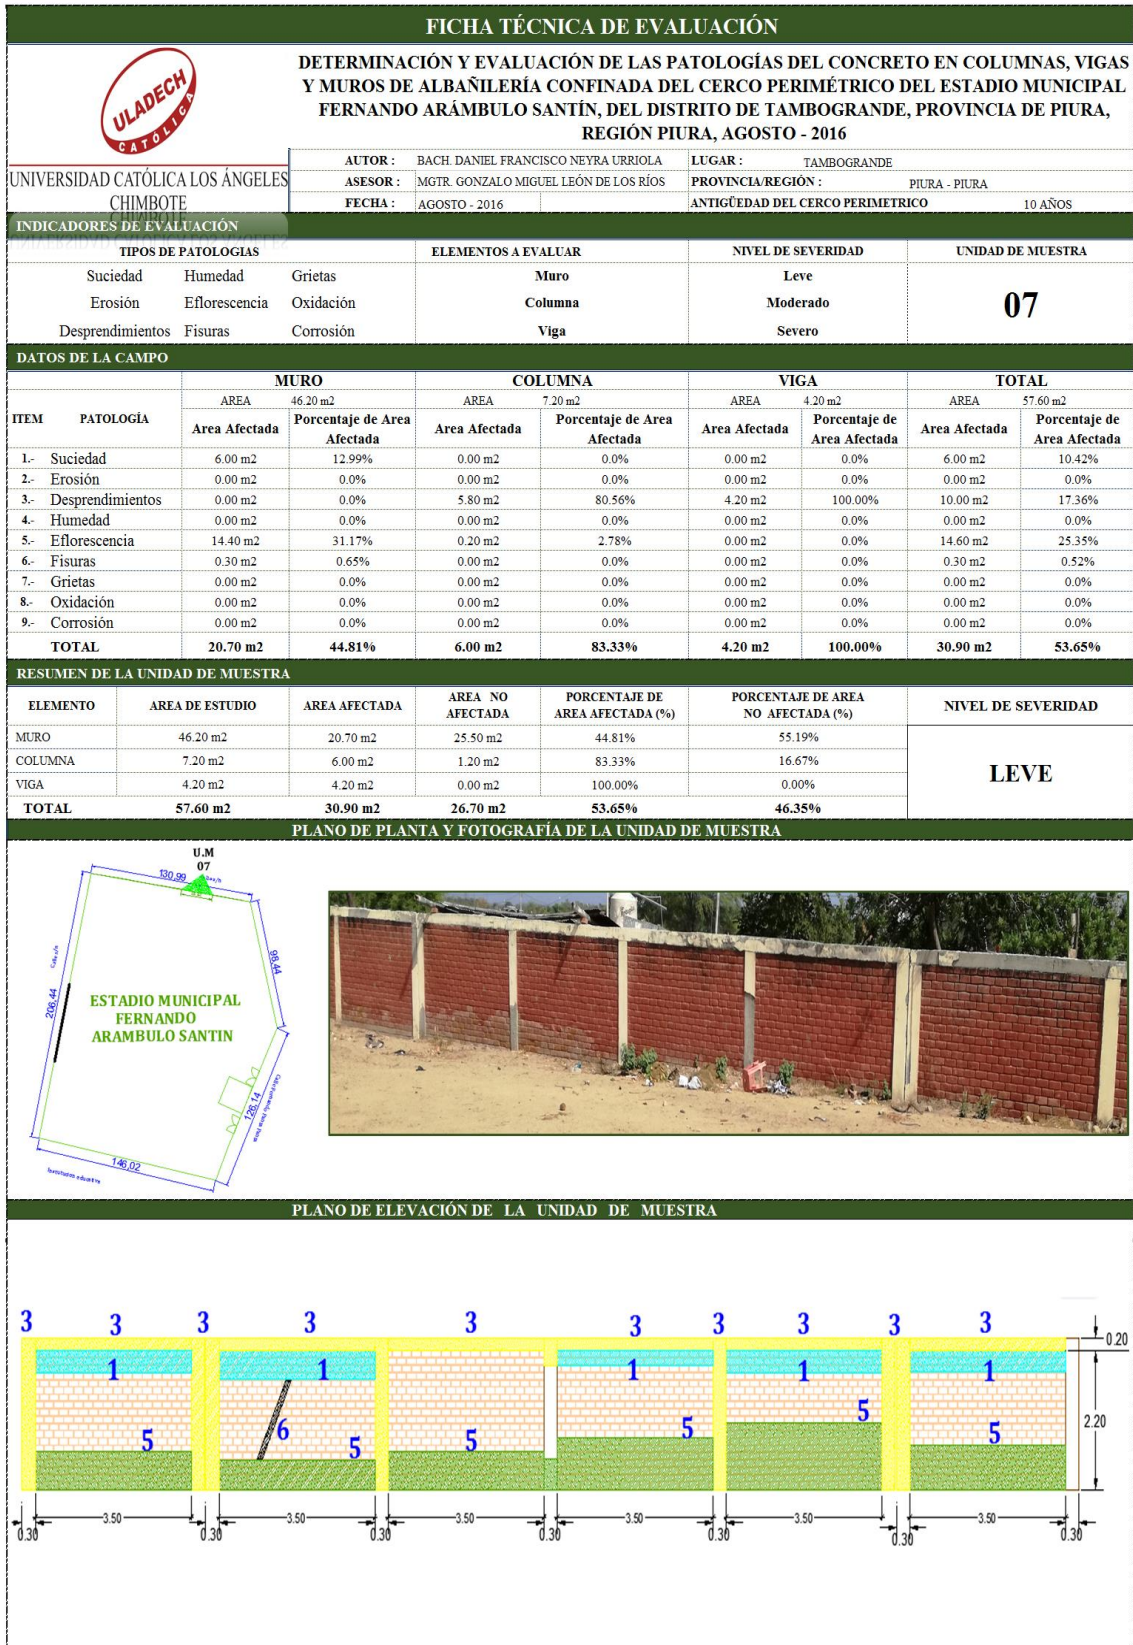 FICHA TÉCNICA DE EVALUACIÓN
ULADECH
CATÓLICA
UNIVERSIDAD CATÓLICA LOS ÁNGELES
CHIMBOTE
DETERMINACIÓN Y EVALUACIÓN DE LAS PATOLOGÍAS DEL CONCRETO EN COLUMNAS, VIGAS
Y MUROS DE ALBAÑILERÍA CONFINADA DEL CERCO PERIMÉTRICO DEL ESTADIO MUNICIPAL
FERNANDO ARÁMBULO SANTÍN, DEL DISTRITO DE TAMBOGRANDE, PROVINCIA DE PIURA,
REGIÓN PIURA, AGOSTO - 2016
AUTOR : BACH. DANIEL FRANCISCO NEYRA URRIOLA LUGAR : TAMBOGRANDE
ASESOR : MGTR. GONZALO MIGUEL LEÓN DE LOS RÍOS PROVINCIA/REGIÓN : PIURA - PIURA
FECHA : AGOSTO - 2016 ANTIGÜEDAD DEL CERCO PERIMETRICO 10 AÑOS
INDICADORES DE EVALUACIÓN
TIPOS DE PATOLOGIAS ELEMENTOS A EVALUAR NIVEL DE SEVERIDAD UNIDAD DE MUESTRA
Suciedad Humedad Grietas Muro Leve
Erosión Eflorescencia Oxidación Columna Moderado 07
Desprendimientos Fisuras Corrosión Viga Severo
DATOS DE LA CAMPO
MURO COLUMNA VIGA TOTAL
AREA 46.20 m2 AREA 7.20 m2 AREA 4.20 m2 AREA 57.60 m2
ITEM PATOLOGÍA Area Afectada Porcentaje de Area Afectada Area Afectada Porcentaje de Area Afectada Area Afectada Porcentaje de Area Afectada Area Afectada Porcentaje de Area Afectada
1.- Suciedad 6.00 m2 12.99% 0.00 m2 0.0% 0.00 m2 0.0% 6.00 m2 10.42%
2.- Erosión 0.00 m2 0.0% 0.00 m2 0.0% 0.00 m2 0.0% 0.00 m2 0.0%
3.- Desprendimientos 0.00 m2 0.0% 5.80 m2 80.56% 4.20 m2 100.00% 10.00 m2 17.36%
4.- Humedad 0.00 m2 0.0% 0.00 m2 0.0% 0.00 m2 0.0% 0.00 m2 0.0%
5.- Eflorescencia 14.40 m2 31.17% 0.20 m2 2.78% 0.00 m2 0.0% 14.60 m2 25.35%
6.- Fisuras 0.30 m2 0.65% 0.00 m2 0.0% 0.00 m2 0.0% 0.30 m2 0.52%
7.- Grietas 0.00 m2 0.0% 0.00 m2 0.0% 0.00 m2 0.0% 0.00 m2 0.0%
8.- Oxidación 0.00 m2 0.0% 0.00 m2 0.0% 0.00 m2 0.0% 0.00 m2 0.0%
9.- Corrosión 0.00 m2 0.0% 0.00 m2 0.0% 0.00 m2 0.0% 0.00 m2 0.0%
TOTAL 20.70 m2 44.81% 6.00 m2 83.33% 4.20 m2 100.00% 30.90 m2 53.65%
RESUMEN DE LA UNIDAD DE MUESTRA
ELEMENTO AREA DE ESTUDIO AREA AFECTADA AREA NO AFECTADA PORCENTAJE DE AREA AFECTADA (%) PORCENTAJE DE AREA NO AFECTADA (%) NIVEL DE SEVERIDAD
MURO 46.20 m2 20.70 m2 25.50 m2 44.81% 55.19%
COLUMNA 7.20 m2 6.00 m2 1.20 m2 83.33% 16.67% LEVE
VIGA 4.20 m2 4.20 m2 0.00 m2 100.00% 0.00%
TOTAL 57.60 m2 30.90 m2 26.70 m2 53.65% 46.35%
PLANO DE PLANTA Y FOTOGRAFÍA DE LA UNIDAD DE MUESTRA
U.M
07
130,99
98,44
206,44
Calle s/n
ESTADIO MUNICIPAL
FERNANDO
ARAMBULO SANTIN
126,14
146,02
PLANO DE ELEVACIÓN DE LA UNIDAD DE MUESTRA
3 3 3 3 3 3 3 3 3 3
0.20
1 1 1 1 1
2.20
5 6 5 5 5 5 5
3.50 3.50 3.50 3.50 3.50 3.50
0.30 0.30 0.30 0.30 0.30 0.30 0.30